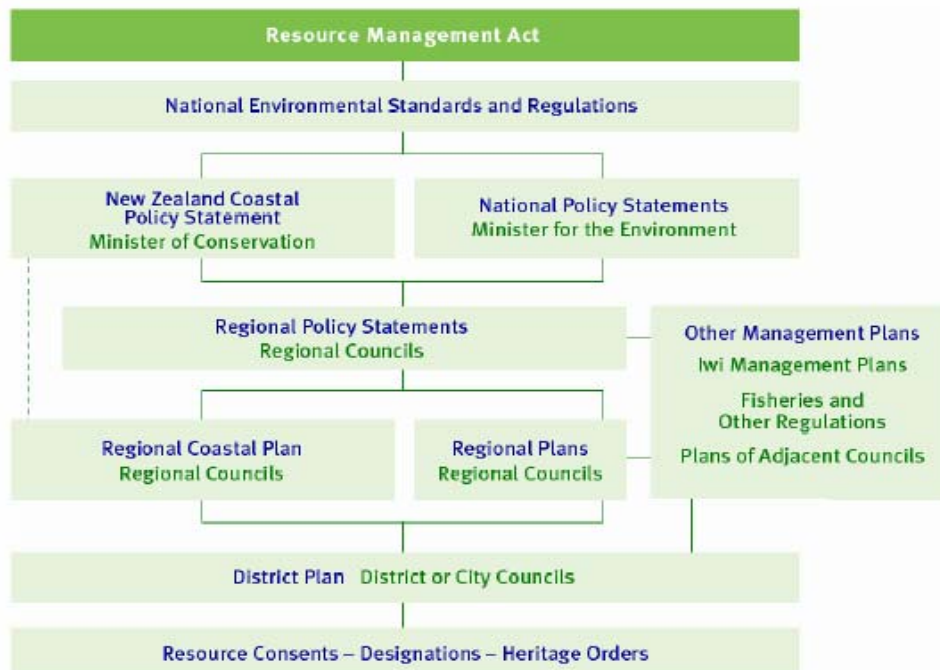 Resource Management Act
National Environmental Standards and Regulations
New Zealand Coastal
Policy Statement
Minister of Conservation
National Policy Statements
Minister for the Environment
Regional Policy Statements
Regional Councils
Other Management Plans
Iwi Management Plans
Fisheries and
Other Regulations
Plans of Adjacent Councils
Regional Coastal Plan
Regional Councils
Regional Plans
Regional Councils
District Plan District or City Councils
Resource Consents – Designations – Heritage Orders